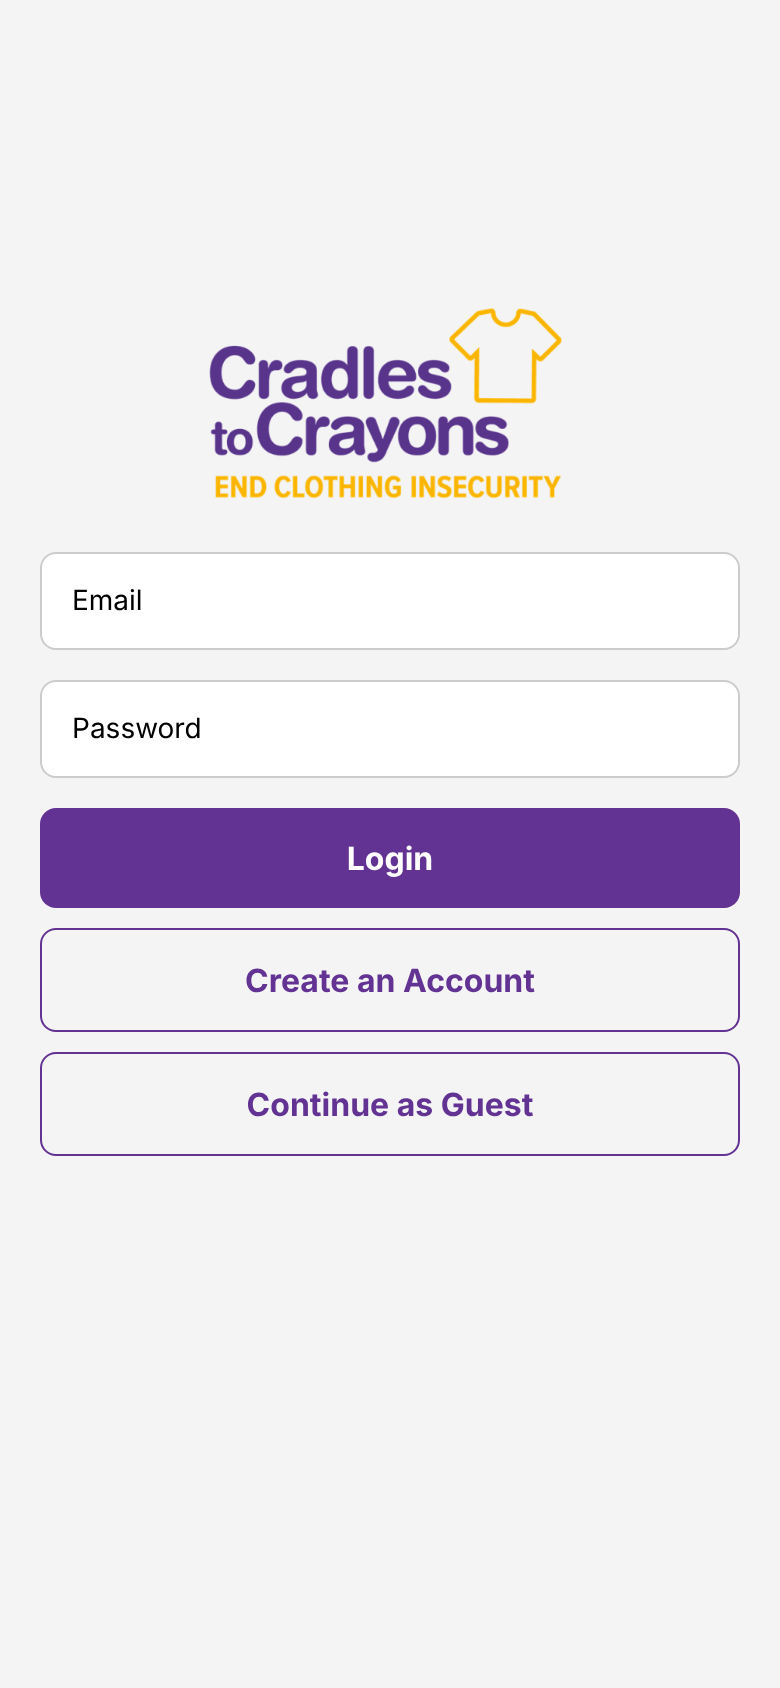 Cradles
to Crayons
END CLOTHING INSECURITY
Email
Password
Login
Create an Account
Continue as Guest